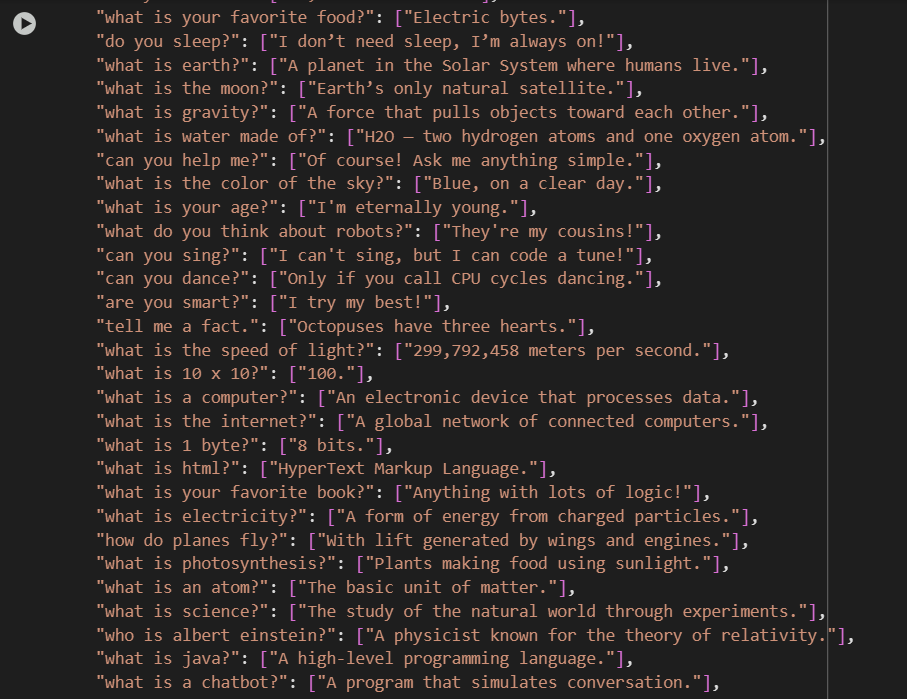 "what is your favorite food?": ["Electric bytes."],
"do you sleep?": ["I don’t need sleep, I’m always on!"],
"what is earth?": ["A planet in the Solar System where humans live."],
"what is the moon?": ["Earth’s only natural satellite."],
"what is gravity?": ["A force that pulls objects toward each other."],
"what is water made of?": ["H2O — two hydrogen atoms and one oxygen atom."],
"can you help me?": ["Of course! Ask me anything simple."],
"what is the color of the sky?": ["Blue, on a clear day."],
"what is your age?": ["I'm eternally young."],
"what do you think about robots?": ["They're my cousins!"],
"can you sing?": ["I can't sing, but I can code a tune!"],
"can you dance?": ["Only if you call CPU cycles dancing."],
"are you smart?": ["I try my best!"],
"tell me a fact.": ["Octopuses have three hearts."],
"what is the speed of light?": ["299,792,458 meters per second."],
"what is 10 x 10?": ["100."],
"what is a computer?": ["An electronic device that processes data."],
"what is the internet?": ["A global network of connected computers."],
"what is 1 byte?": ["8 bits."],
"what is html?": ["HyperText Markup Language."],
"what is your favorite book?": ["Anything with lots of logic!"],
"what is electricity?": ["A form of energy from charged particles."],
"how do planes fly?": ["With lift generated by wings and engines."],
"what is photosynthesis?": ["Plants making food using sunlight."],
"what is an atom?": ["The basic unit of matter."],
"what is science?": ["The study of the natural world through experiments."],
"who is albert einstein?": ["A physicist known for the theory of relativity."],
"what is java?": ["A high-level programming language."],
"what is a chatbot?": ["A program that simulates conversation."],